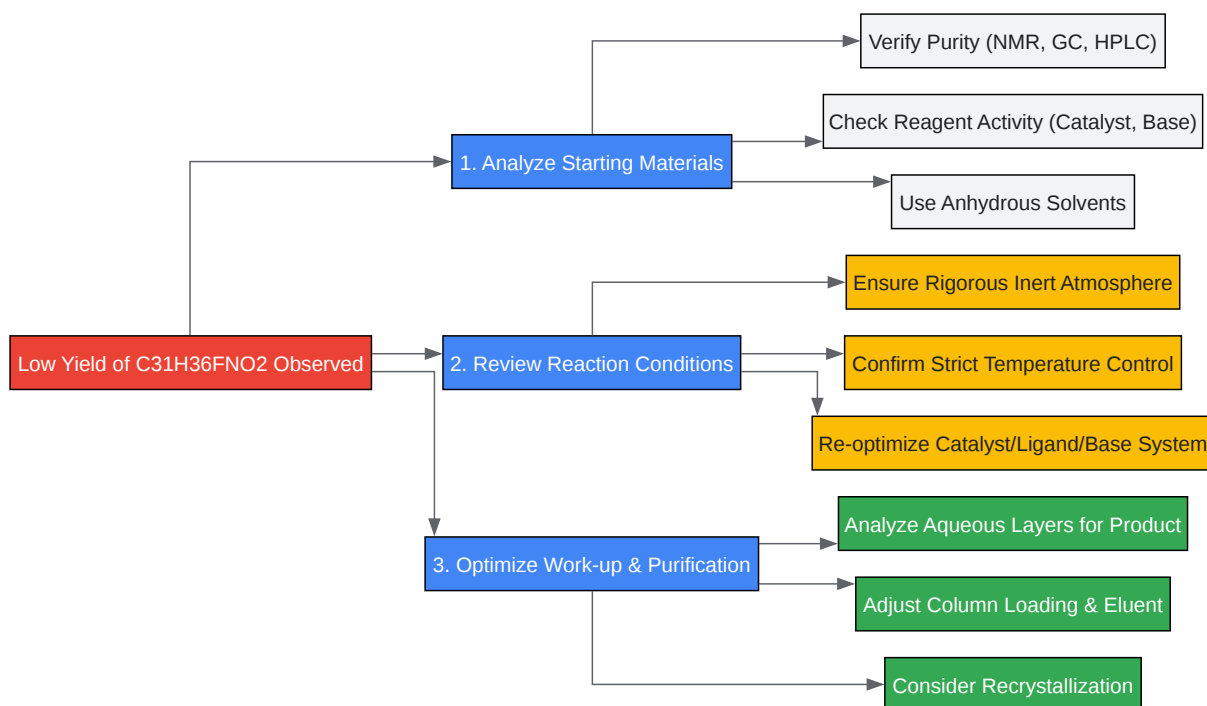 Verify Purity (NMR, GC, HPLC)
Check Reagent Activity (Catalyst, Base)
1. Analyze Starting Materials
Use Anhydrous Solvents
Ensure Rigorous Inert Atmosphere
Low Yield of C31H36FNO2 Observed
2. Review Reaction Conditions
Confirm Strict Temperature Control
Re-optimize Catalyst/Ligand/Base System
Analyze Aqueous Layers for Product
3. Optimize Work-up & Purification
Adjust Column Loading & Eluent
Consider Recrystallization